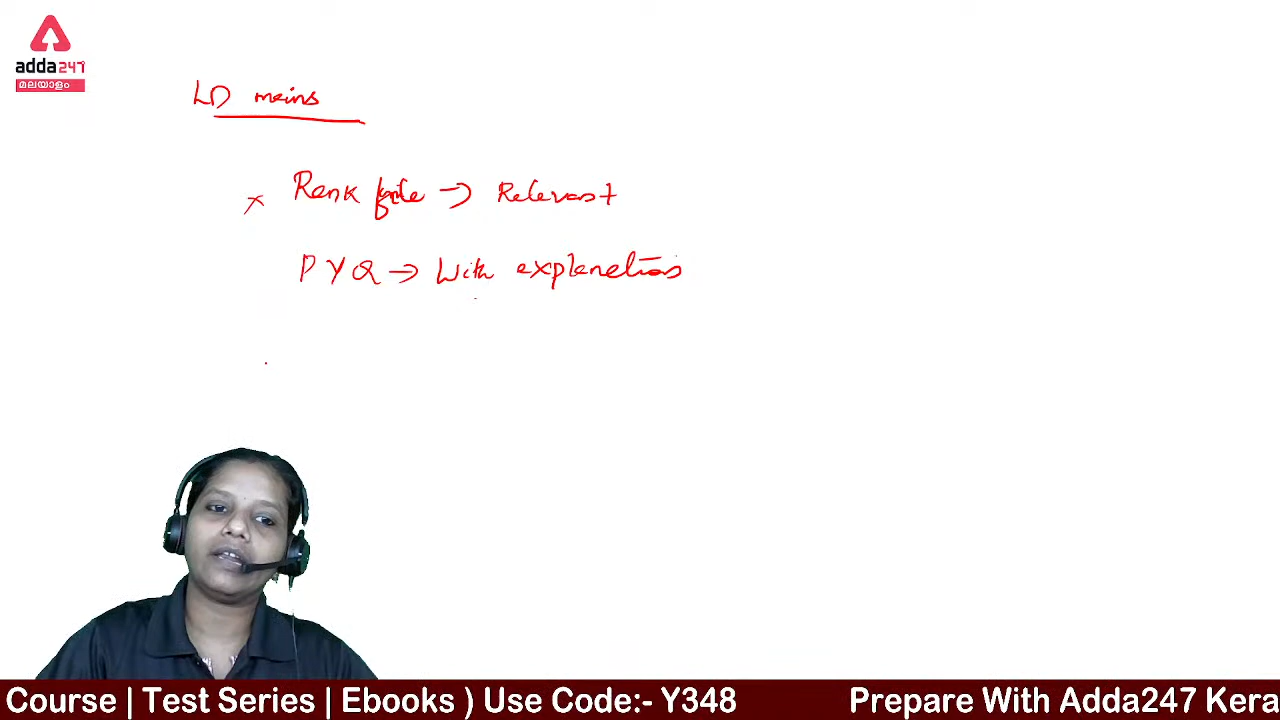 adda247
മലയാളം
LD mains
x Rank file → Relevant
PYQ → With explanations
Course | Test Series | Ebooks ) Use Code:- Y348 Prepare With Adda247 Kera